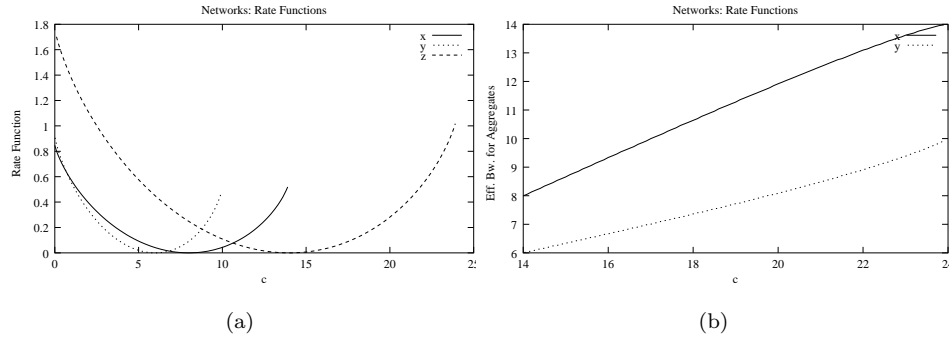 Networks: Rate Functions
1.8
1.6
1.4
1.2
1
0.8
0.6
0.4
0.2
0
Rate Function
x
y
z
0
5
10
15
20
25
c
(a)
Networks: Rate Functions
14
13
12
11
10
9
8
7
6
Eff. Bw. for Aggregates
x
y
14
16
18
20
22
24
c
(b)